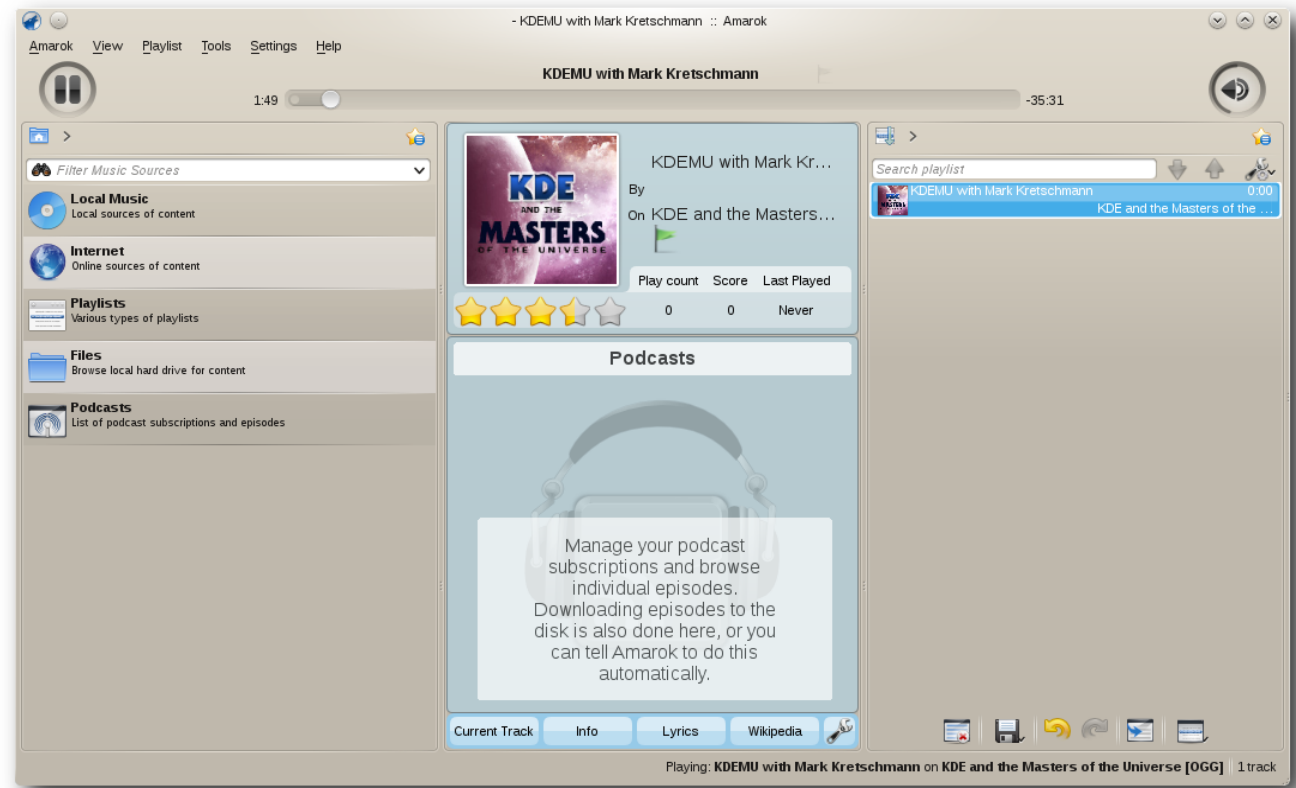 - KDEMU with Mark Kretschmann :: Amarok
Amarok View Playlist Tools Settings Help
KDEMU with Mark Kretschmann
1:49
-35:31
>
>
Filter Music Sources
Local Music
Local sources of content
Internet
Online sources of content
Playlists
Various types of playlists
Files
Browse local hard drive for content
Podcasts
List of podcast subscriptions and episodes
KDE
AND THE
MASTERS
OF THE UNIVERSE
KDEMU with Mark Kr...
By
On KDE and the Masters...
Play count Score Last Played
0 0 Never
Podcasts
Manage your podcast
subscriptions and browse
individual episodes.
Downloading episodes to the
disk is also done here, or you
can tell Amarok to do this
automatically.
Current Track Info Lyrics Wikipedia
Search playlist
KDE
MASTERS
KDEMU with Mark Kretschmann 0:00
KDE and the Masters of the ...
Playing: KDEMU with Mark Kretschmann on KDE and the Masters of the Universe [OGG] 1 track